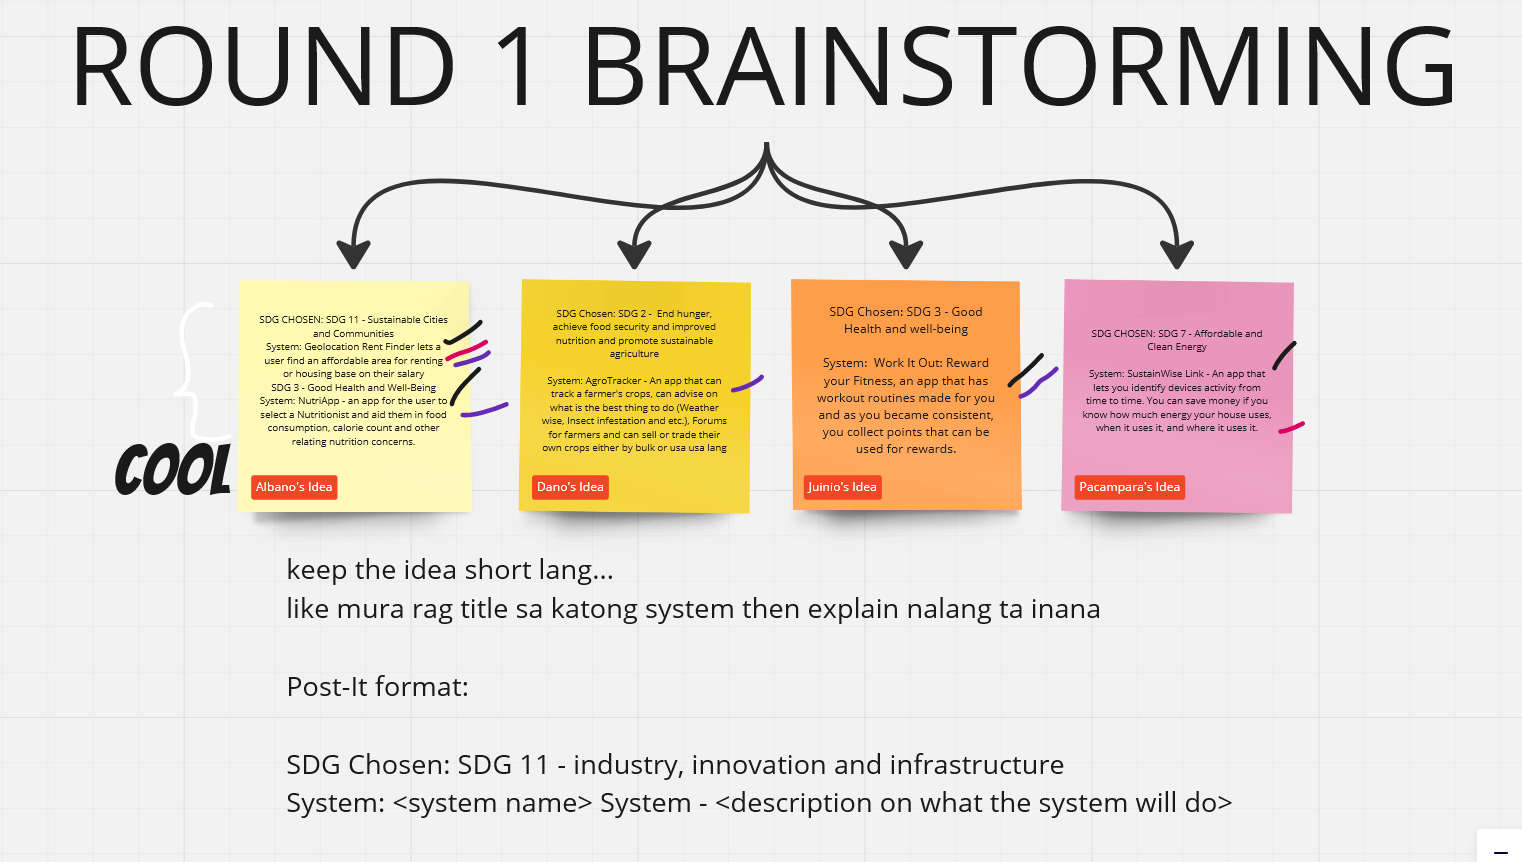 ROUND 1 BRAINSTORMING
SDG CHOSEN: SDG 11 - Sustainable Cities
and Communities
System: Geolocation Rent Finder lets a
user find an affordable area for renting
or housing base on their salary
SDG 3 - Good Health and Well-Being
System: NutriApp - an app for the user to
select a Nutritionist and aid them in food
consumption, calorie count and other
relating nutrition concerns.
Albano's Idea
SDG Chosen: SDG 2 - End hunger,
achieve food security and improved
nutrition and promote sustainable
agriculture
System: AgroTracker - An app that can
track a farmer's crops, can advise on
what is the best thing to do (Weather
wise, Insect infestation and etc.), Forums
for farmers and can sell or trade their
own crops either by bulk or usa usa lang
Dano's Idea
SDG Chosen: SDG 3 - Good
Health and well-being
System: Work It Out: Reward
your Fitness, an app that has
workout routines made for you
and as you became consistent,
you collect points that can be
used for rewards.
Juinio's Idea
SDG CHOSEN: SDG 7 - Affordable and
Clean Energy
System: SustainWise Link - An app that
lets you identify devices activity from
time to time. You can save money if you
know how much energy your house uses,
when it uses it, and where it uses it.
Pacampara's Idea
COOL
keep the idea short lang...
like mura rag title sa katong system then explain nalang ta inana
Post-It format:
SDG Chosen: SDG 11 - industry, innovation and infrastructure
System: <system name> System - <description on what the system will do>